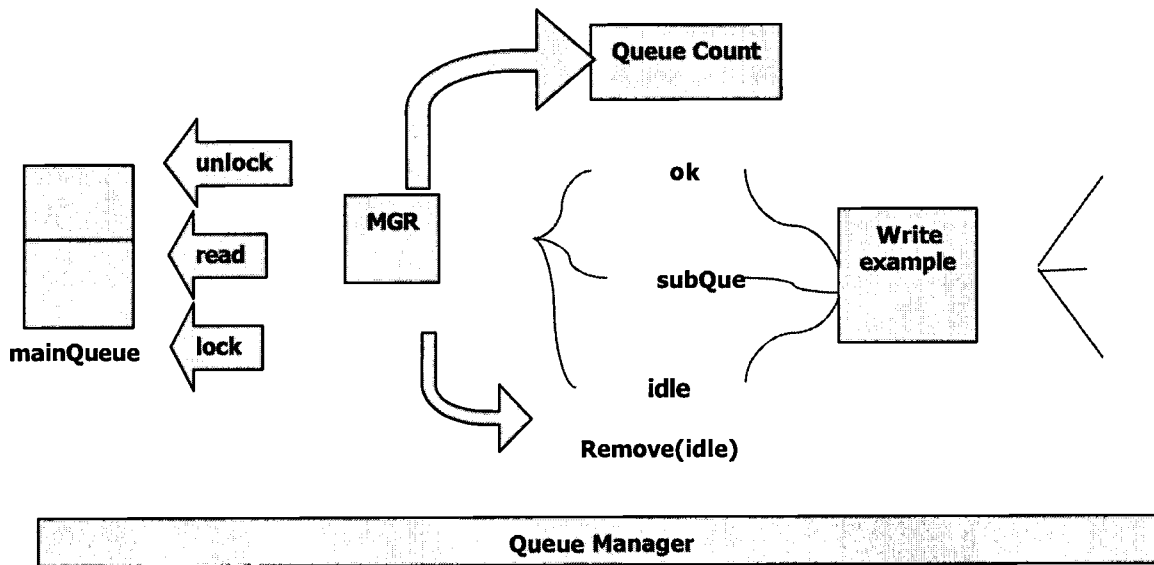 Queue Count
unlock
ok
MGR
read
Write
example
subQue
mainQueue
lock
idle
Remove(idle)
Queue Manager